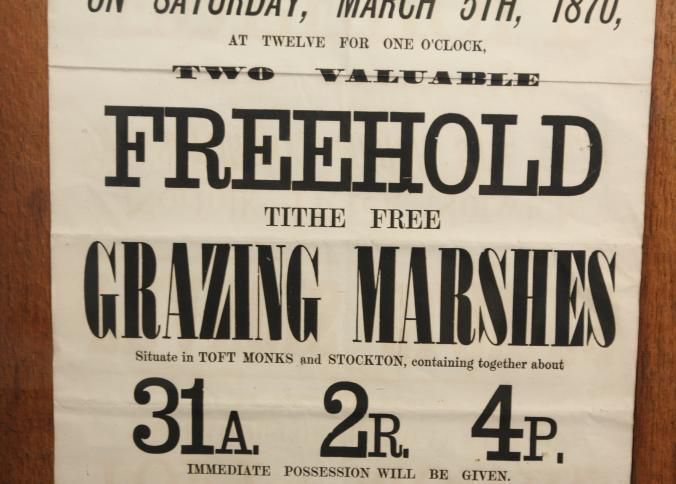 ON SATURDAY, MARCH 5TH, 1870,
AT TWELVE FOR ONE O'CLOCK,
TWO VALUABLE
FREEHOLD
TITHE FREE
GRAZING MARSHES
Situate in TOFT MONKS and STOCKTON, containing together about
31A. 2R. 4P.
IMMEDIATE POSSESSION WILL BE GIVEN.